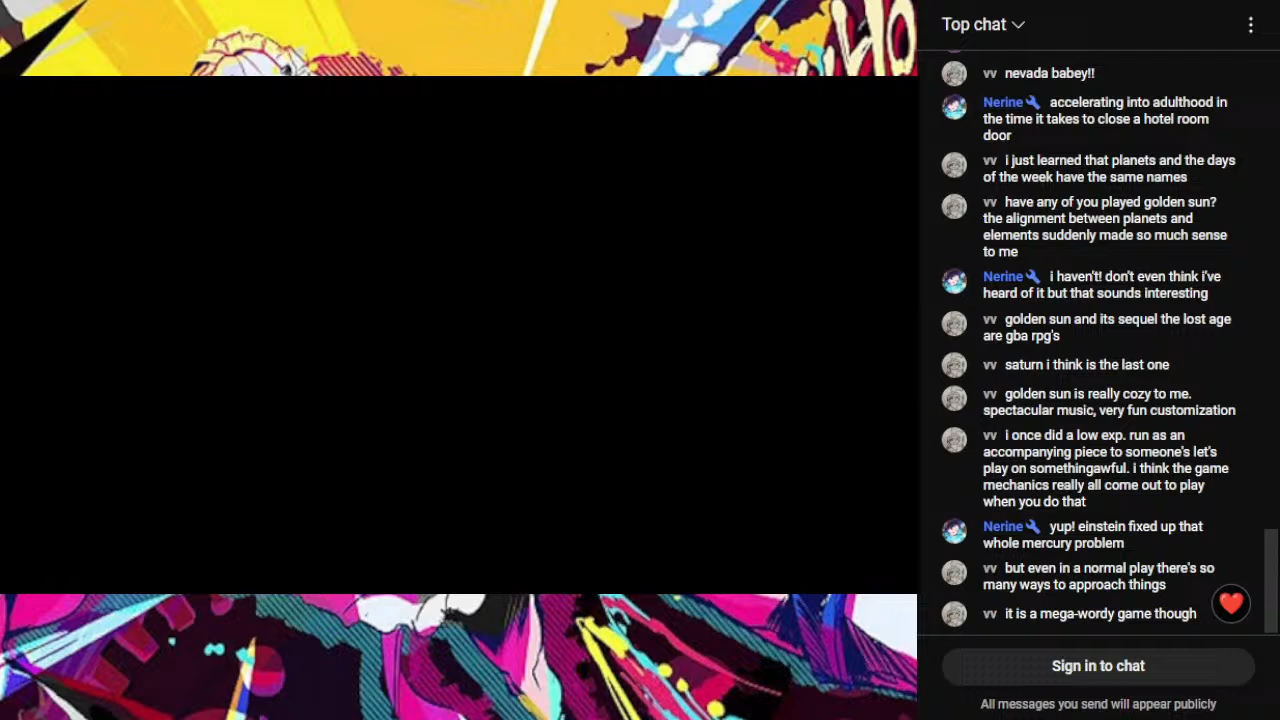 HO
Top chat
vv nevada babey!!
Nerine accelerating into adulthood in
the time it takes to close a hotel room
door
vv i just learned that planets and the days
of the week have the same names
vv have any of you played golden sun?
the alignment between planets and
elements suddenly made so much sense
to me
Nerine i haven't! don't even think i've
heard of it but that sounds interesting
vv golden sun and its sequel the lost age
are gba rpg's
vv saturn i think is the last one
vv golden sun is really cozy to me.
spectacular music, very fun customization
vv i once did a low exp. run as an
accompanying piece to someone's let's
play on somethingawful. i think the game
mechanics really all come out to play
when you do that
Nerine yup! einstein fixed up that
whole mercury problem
vv but even in a normal play there's so
many ways to approach things
vv it is a mega-wordy game though
Sign in to chat
All messages you send will appear publicly